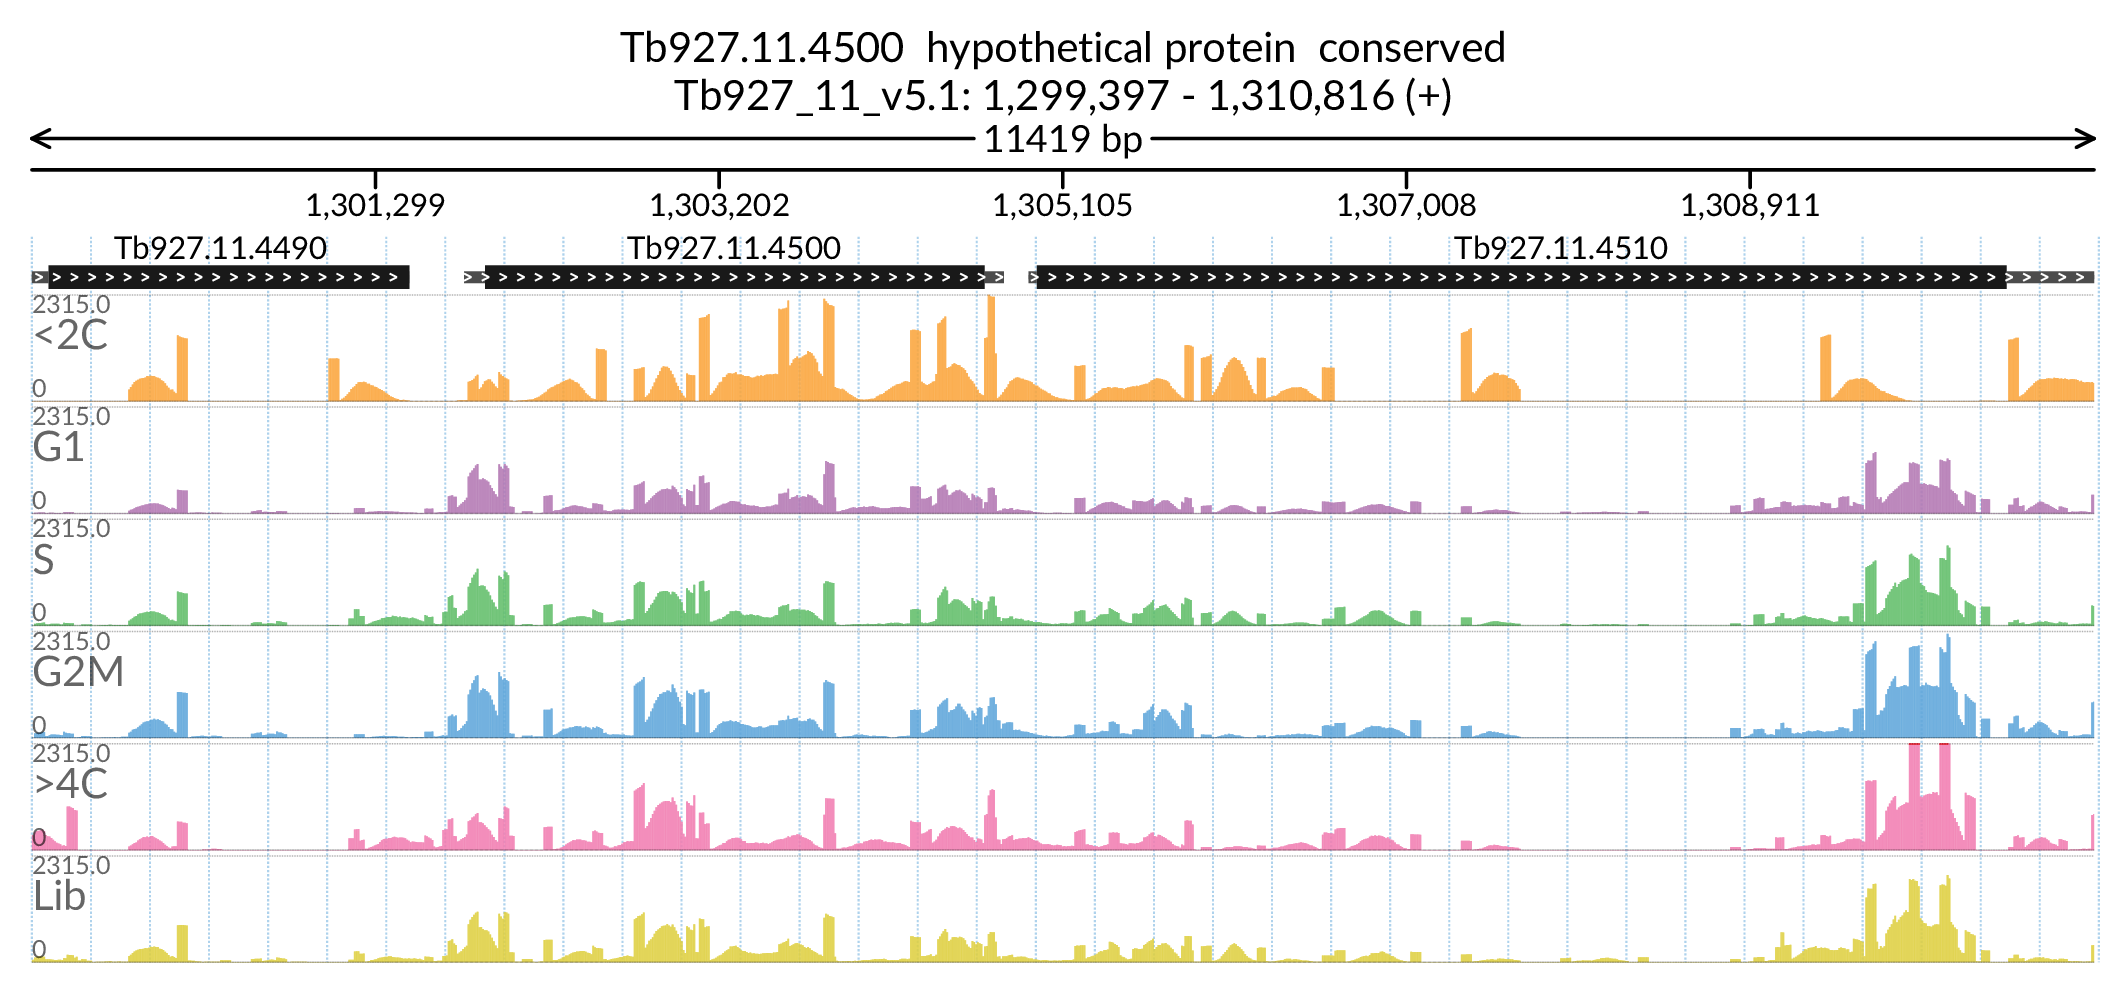 Tb927.11.4500  hypothetical protein  conserved
Tb927_11_v5.1: 1,299,397 - 1,310,816 (+)
11419 bp
1,301,299 1,303,202 1,305,105 1,307,008 1,308,911
Tb927.11.4490 Tb927.11.4500 Tb927.11.4510
2315.0
<2C
0
2315.0
G1
0
2315.0
S
0
2315.0
G2M
0
2315.0
>4C
0
2315.0
Lib
0